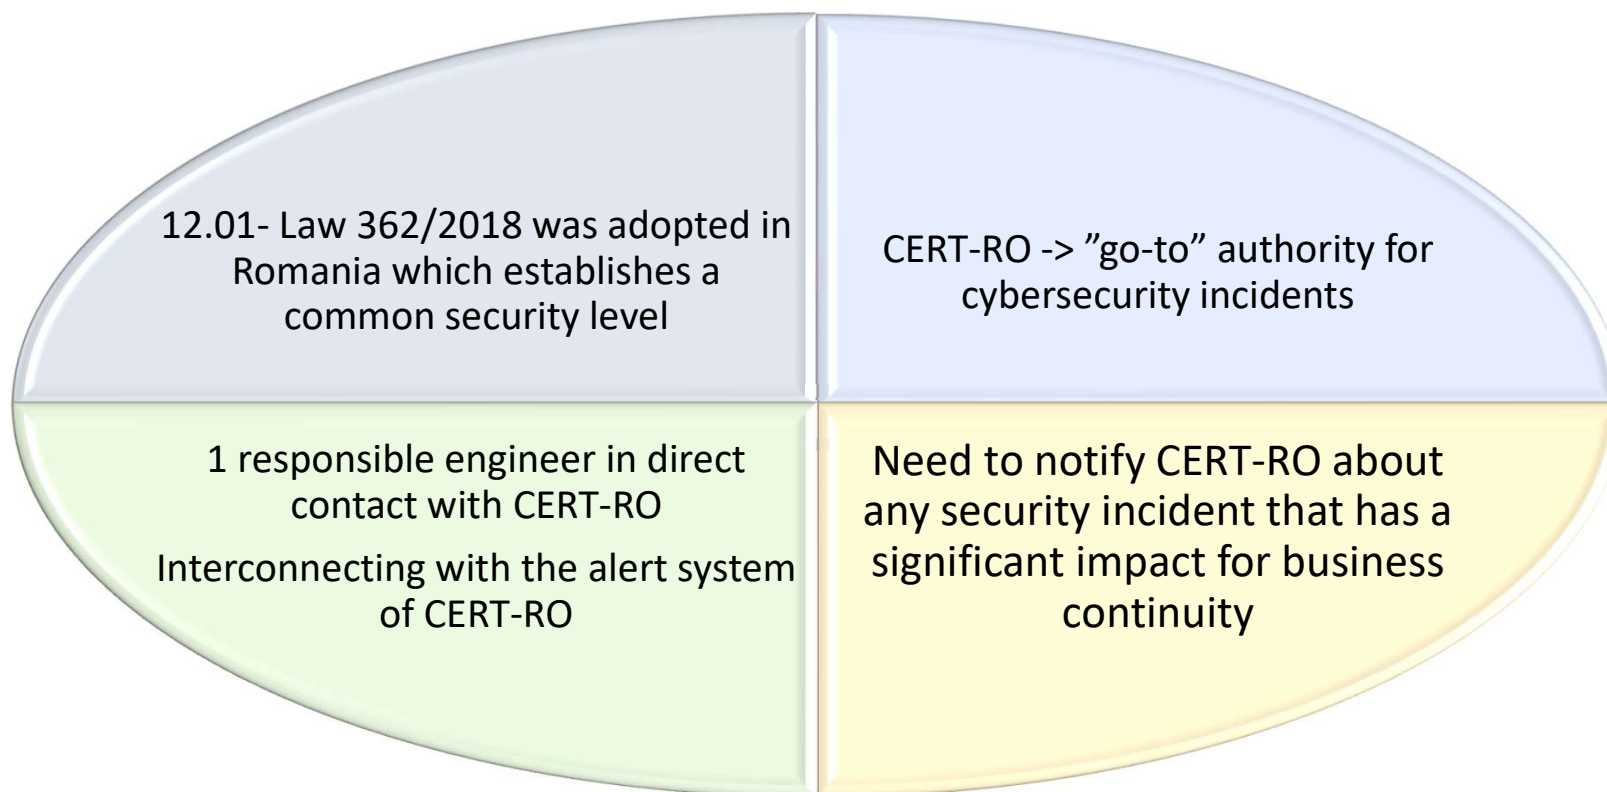 12.01- Law 362/2018 was adopted in
Romania which establishes a
common security level
CERT-RO -> ”go-to” authority for
cybersecurity incidents
1 responsible engineer in direct
contact with CERT-RO
Interconnecting with the alert system
of CERT-RO
Need to notify CERT-RO about
any security incident that has a
significant impact for business
continuity